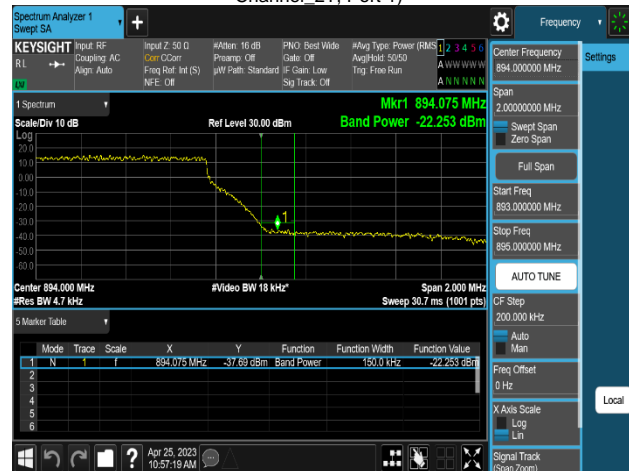 Channel_21, Port 1)
Spectrum Analyzer 1
Swept SA
+
Frequency
KEYSIGHT
RL
Input: RF
Coupling: AC
Align: Auto
Input Z: 50 Ω
Corr CCorr
Freq Ref: Int (S)
NFE: Off
#Atten: 16 dB
Preamp: Off
µW Path: Standard
PNO: Best Wide
Gate: Off
IF Gain: Low
Sig Track: Off
#Avg Type: Power (RMS
Avg|Hold: 50/50
Trig: Free Run
1 2 3 4 5 6
A W W W W W
A N N N N N
Center Frequency
894.000000 MHz
Settings
Span
2.00000000 MHz
Swept Span
Zero Span
Full Span
Start Freq
893.000000 MHz
Stop Freq
895.000000 MHz
AUTO TUNE
CF Step
200.000 kHz
Auto
Man
Freq Offset
0 Hz
X Axis Scale
Log
Lin
Signal Track
(Span Zoom)
Local
1 Spectrum
Scale/Div 10 dB
Ref Level 30.00 dBm
Mkr1 894.075 MHz
Band Power -22.253 dBm
Log
20.0
10.0
0.00
-10.0
-20.0
-30.0
-40.0
-50.0
-60.0
1
Center 894.000 MHz
#Video BW 18 kHz*
Span 2.000 MHz
#Res BW 4.7 kHz
Sweep 30.7 ms (1001 pts)
5 Marker Table
Mode Trace Scale X Y Function Function Width Function Value
1 N 1 f 894.075 MHz -37.69 dBm Band Power 150.0 kHz -22.253 dBm
2
3
4
5
6
?
Apr 25, 2023
10:57:19 AM